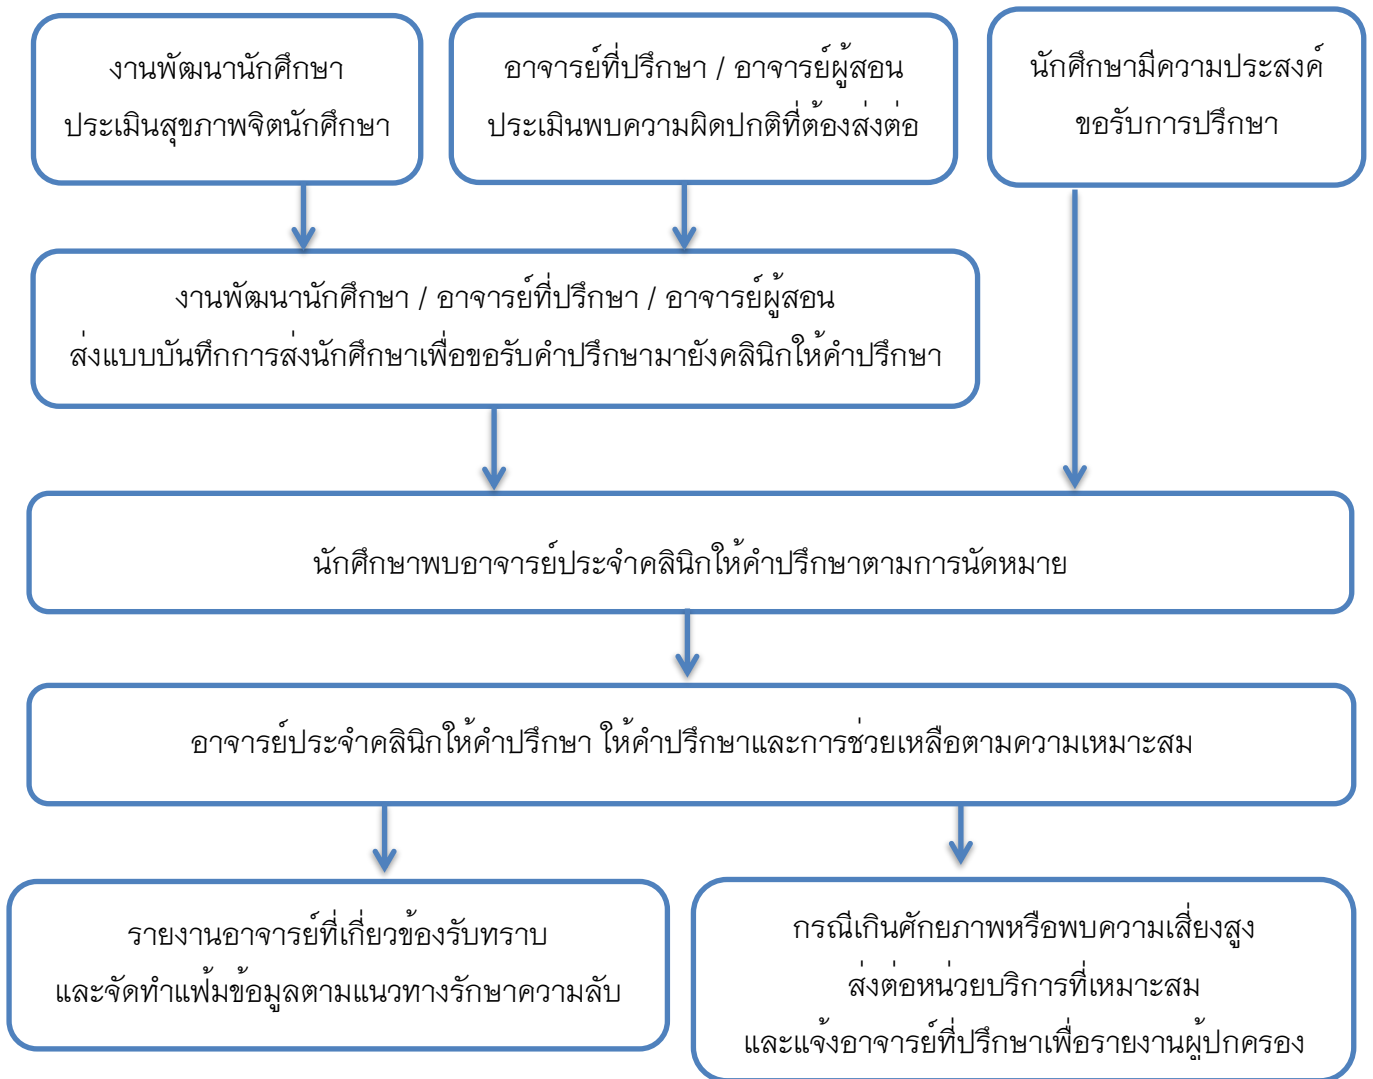 งานพัฒนานักศึกษา
ประเมินสุขภาพจิตนักศึกษา
อาจารย์ที่ปรึกษา / อาจารย์ผู้สอน
ประเมินพบความผิดปกติที่ต้องส่งต่อ
นักศึกษามีความประสงค์
ขอรับการปรึกษา
งานพัฒนานักศึกษา / อาจารย์ที่ปรึกษา / อาจารย์ผู้สอน
ส่งแบบบันทึกการส่งนักศึกษาเพื่อขอรับคำปรึกษามายังคลินิกให้คำปรึกษา
นักศึกษาพบอาจารย์ประจำคลินิกให้คำปรึกษาตามการนัดหมาย
อาจารย์ประจำคลินิกให้คำปรึกษา ให้คำปรึกษาและการช่วยเหลือตามความเหมาะสม
รายงานอาจารย์ที่เกี่ยวข้องรับทราบ
และจัดทำแฟ้มข้อมูลตามแนวทางรักษาความลับ
กรณีเกินศักยภาพหรือพบความเสี่ยงสูง
ส่งต่อหน่วยบริการที่เหมาะสม
และแจ้งอาจารย์ที่ปรึกษาเพื่อรายงานผู้ปกครอง